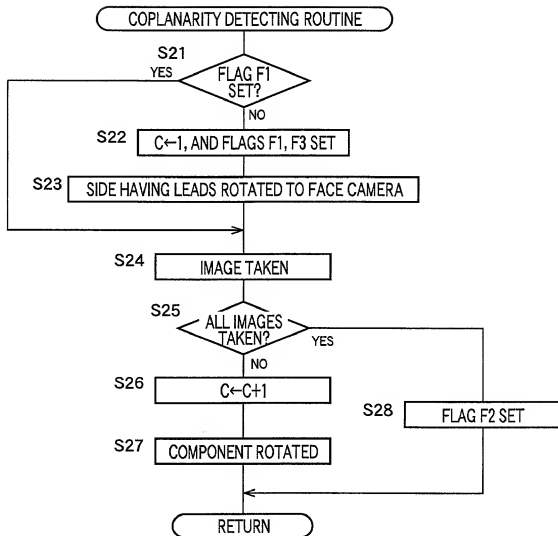 COPLANARITY DETECTING ROUTINE
S21
YES
FLAG F1
SET?
NO
S22
C←1, AND FLAGS F1, F3 SET
S23
SIDE HAVING LEADS ROTATED TO FACE CAMERA
S24
IMAGE TAKEN
S25
ALL IMAGES
TAKEN?
YES
NO
S26
C←C+1
S28
FLAG F2 SET
S27
COMPONENT ROTATED
RETURN